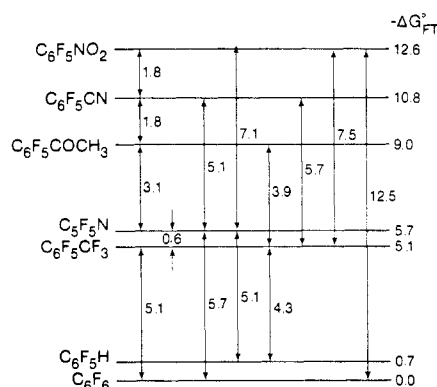 -ΔG°FT
C₆F₅NO₂ 12.6
1.8
C₆F₅CN 10.8
1.8 7.1 7.5
C₆F₅COCH₃ 9.0
5.1 5.7
3.1 3.9 12.5
C₅F₅N 5.7
0.6
C₆F₅CF₃ 5.1
5.1 5.7 5.1 4.3
C₆F₅H 0.7
C₆F₆ 0.0